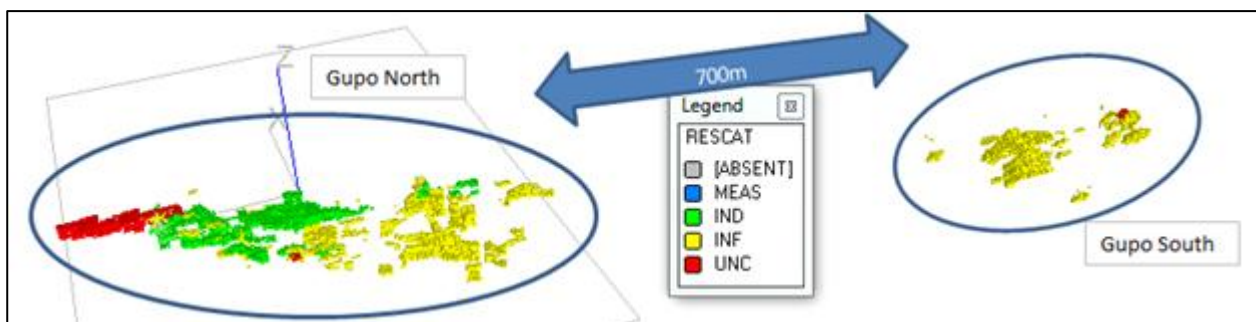 Z
Gupo North
700m
Legend
RESCAT
[ABSENT]
MEAS
IND
INF
UNC
Gupo South